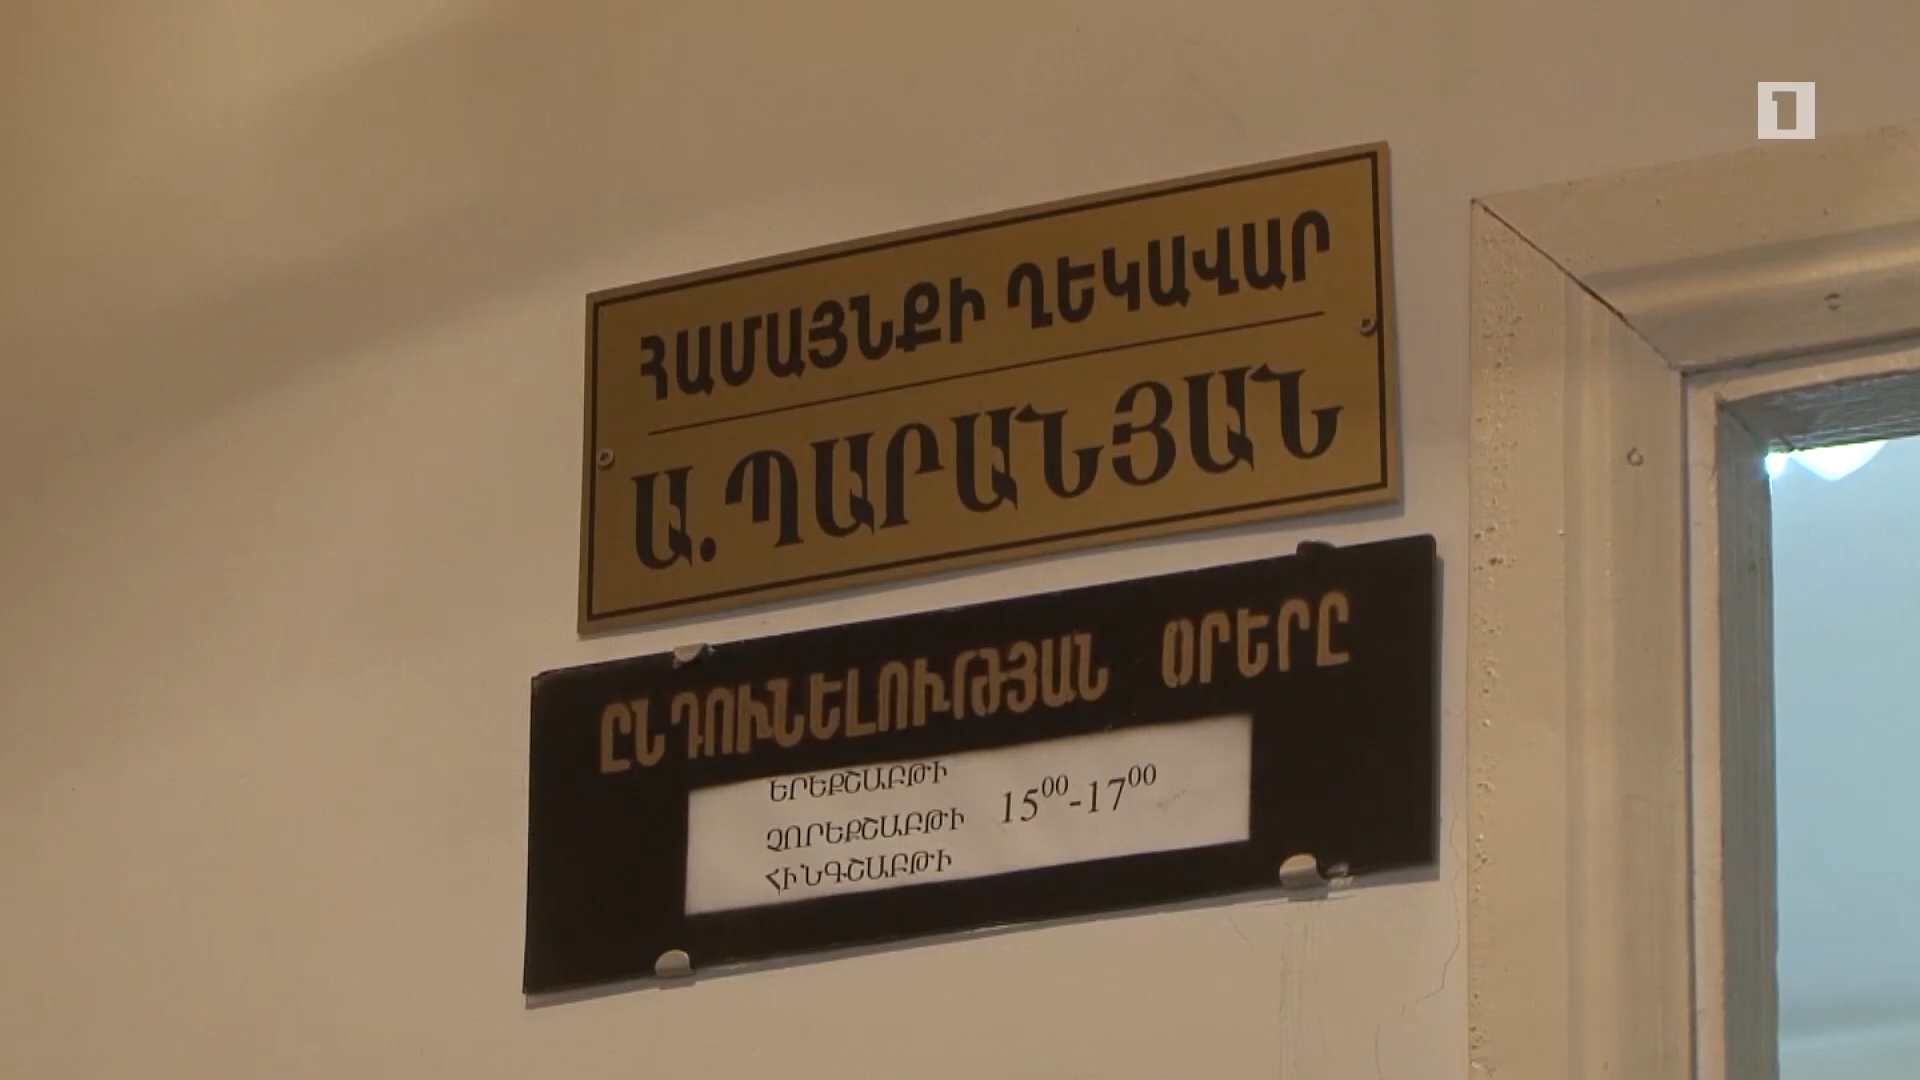 1
ՀԱՄԱՅՆՔԻ ՂԵԿԱՎԱՐ
Ա.ՊԱՐԱՆՅԱՆ
ԸՆԴՈՒՆԵԼՈՒԹՅԱՆ ՕՐԵՐԸ
ԵՐԵՔՇԱԲԹԻ
ՉՈՐԵՔՇԱԲԹԻ 15⁰⁰-17⁰⁰
ՀԻՆԳՇԱԲԹԻ